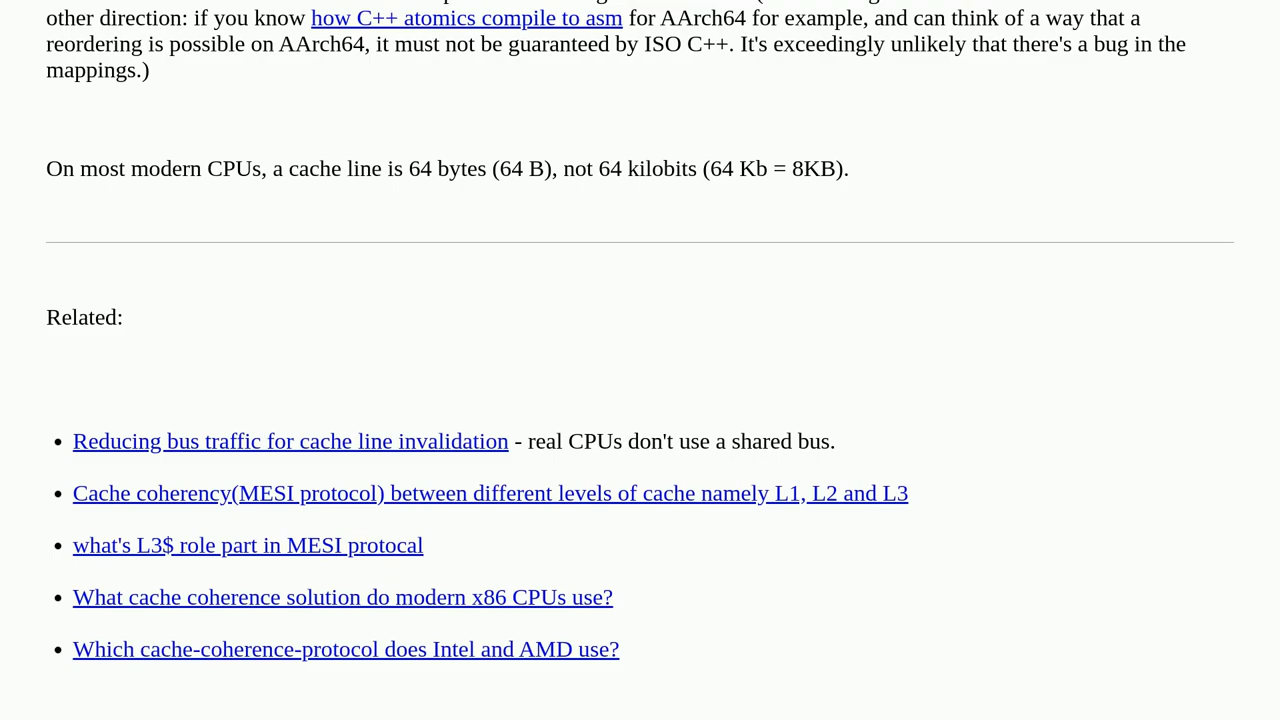 other direction: if you know how C++ atomics compile to asm for AArch64 for example, and can think of a way that a
reordering is possible on AArch64, it must not be guaranteed by ISO C++. It's exceedingly unlikely that there's a bug in the
mappings.)
On most modern CPUs, a cache line is 64 bytes (64 B), not 64 kilobits (64 Kb = 8KB).
Related:
• Reducing bus traffic for cache line invalidation - real CPUs don't use a shared bus.
• Cache coherency(MESI protocol) between different levels of cache namely L1, L2 and L3
• what's L3$ role part in MESI protocal
• What cache coherence solution do modern x86 CPUs use?
• Which cache-coherence-protocol does Intel and AMD use?